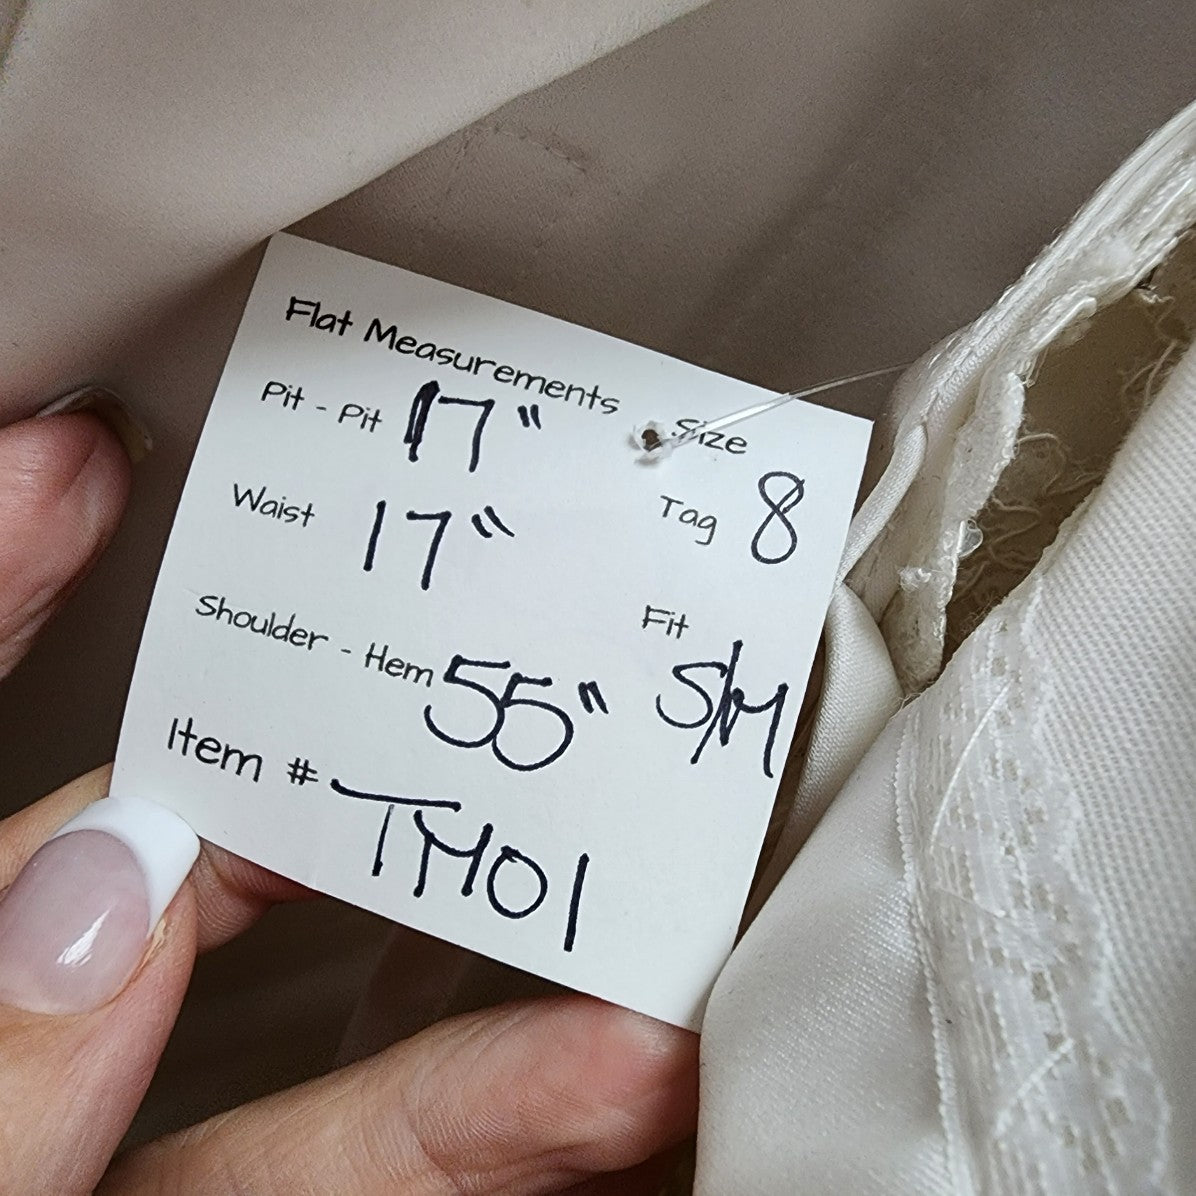 Flat Measurements
Pit - Pit 17"
Waist 17"
Shoulder - Hem 55"
Item # TM01
Size
Tag 8
Fit
S/M